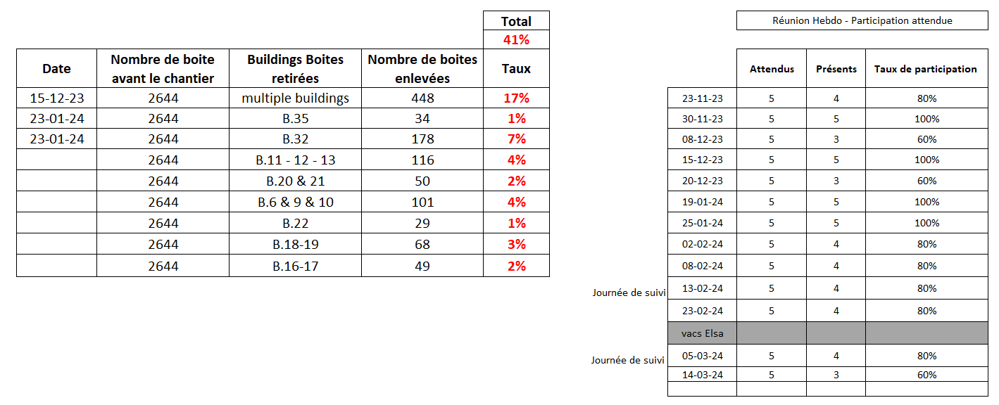 Total
41%
Date Nombre de boite avant le chantier Buildings Boites retirées Nombre de boites enlevées Taux
15-12-23 2644 multiple buildings 448 17%
23-01-24 2644 B.35 34 1%
23-01-24 2644 B.32 178 7%
2644 B.11 - 12 - 13 116 4%
2644 B.20 & 21 50 2%
2644 B.6 & 9 & 10 101 4%
2644 B.22 29 1%
2644 B.18-19 68 3%
2644 B.16-17 49 2%
Réunion Hebdo - Participation attendue
Attendus Présents Taux de participation
23-11-23 5 4 80%
30-11-23 5 5 100%
08-12-23 5 3 60%
15-12-23 5 5 100%
20-12-23 5 3 60%
19-01-24 5 5 100%
25-01-24 5 5 100%
02-02-24 5 4 80%
08-02-24 5 4 80%
Journée de suivi 13-02-24 5 4 80%
23-02-24 5 4 80%
vacs Elsa
Journée de suivi 05-03-24 5 4 80%
14-03-24 5 3 60%